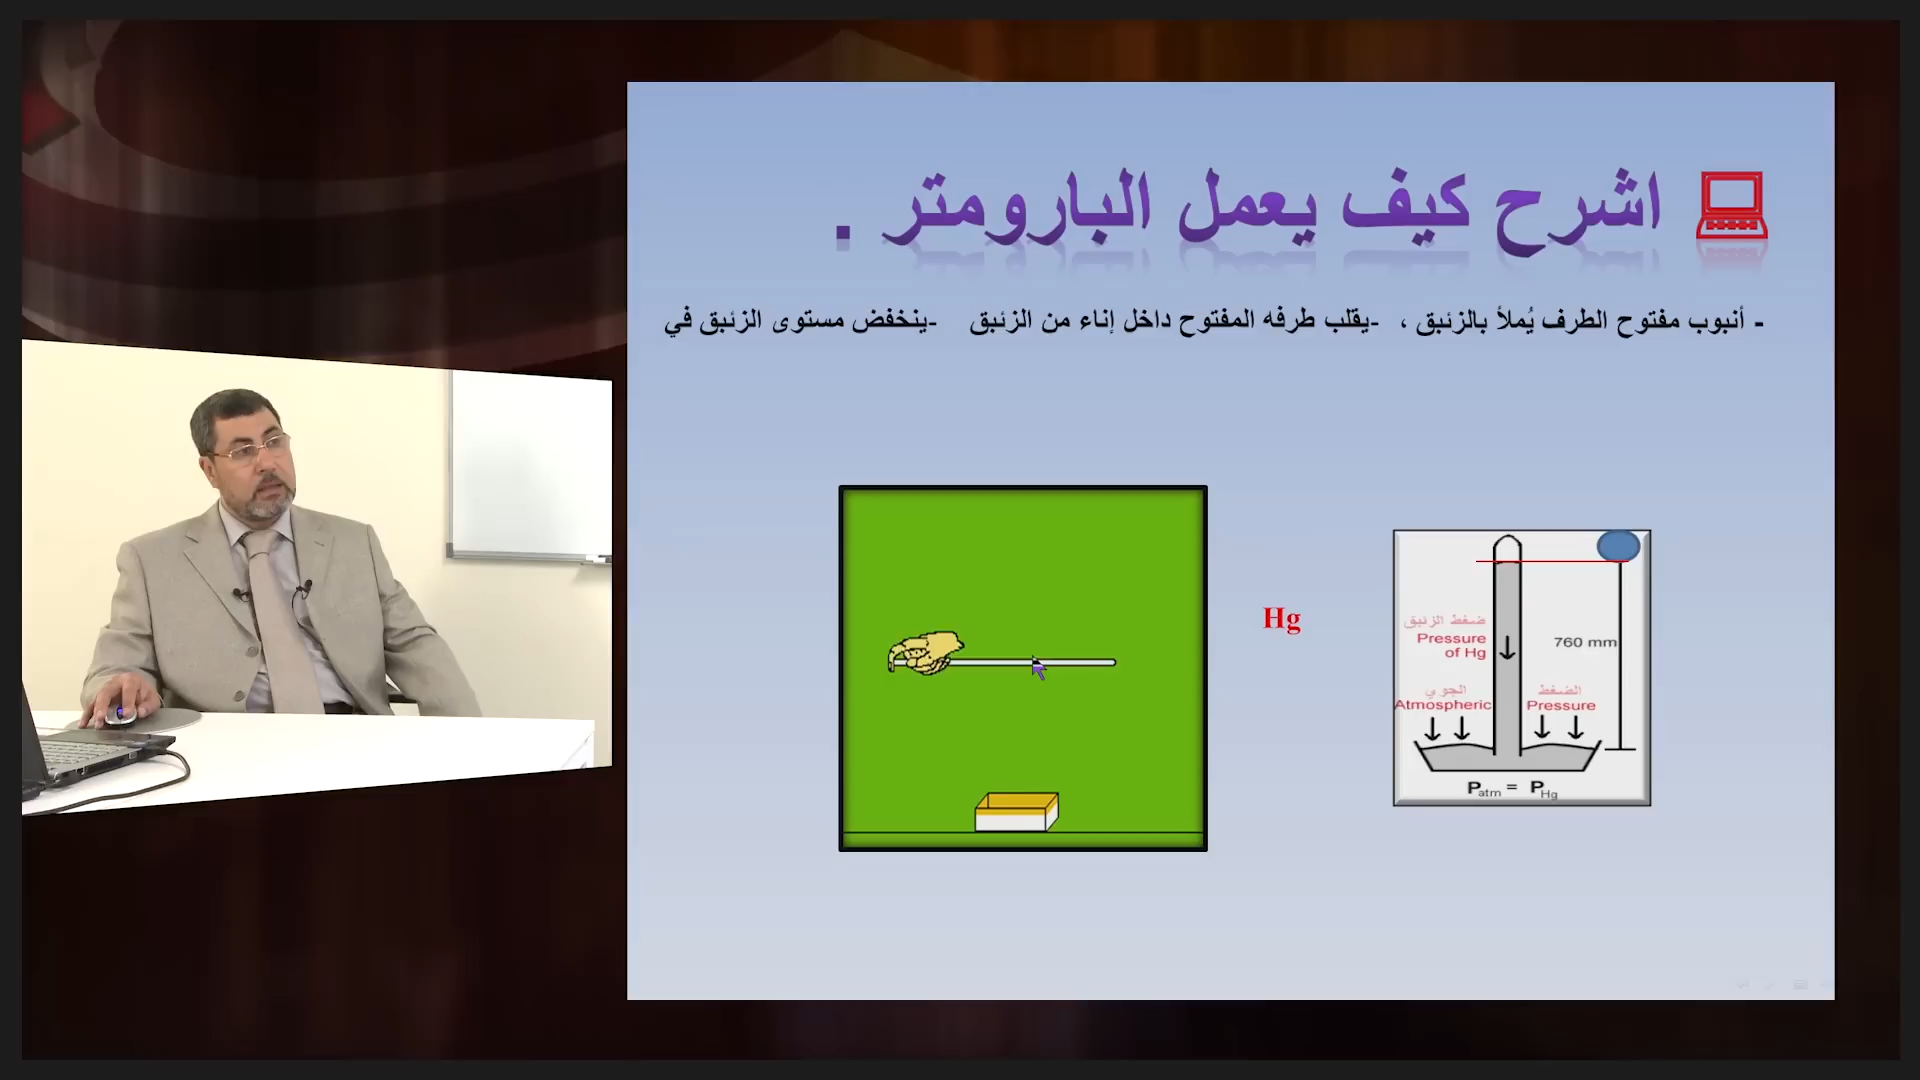 اشرح كيف يعمل البارومتر .
- أنبوب مفتوح الطرف يُملأ بالزئبق ، -يقلب طرفه المفتوح داخل إناء من الزئبق -ينخفض مستوى الزئبق في
Hg
ضغط الزئبق
Pressure
of Hg
760 mm
الجوي
Atmospheric
الضغط
Pressure
Patm = PHg